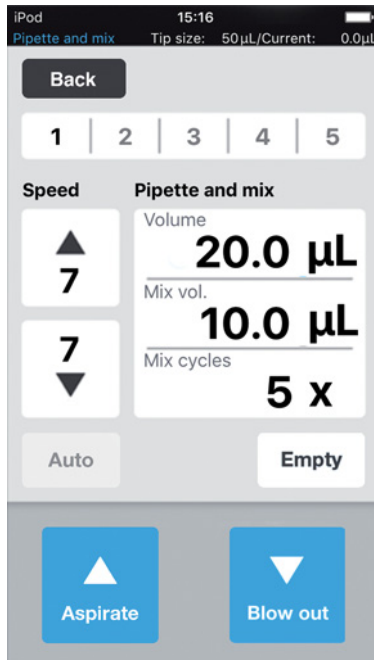 iPod 15:16
Pipette and mix Tip size: 50µL/Current: 0.0µL
Back
1 2 3 4 5
Speed Pipette and mix
Volume
20.0 µL
7
Mix vol.
10.0 µL
7
Mix cycles
5 x
Auto Empty
Aspirate Blow out